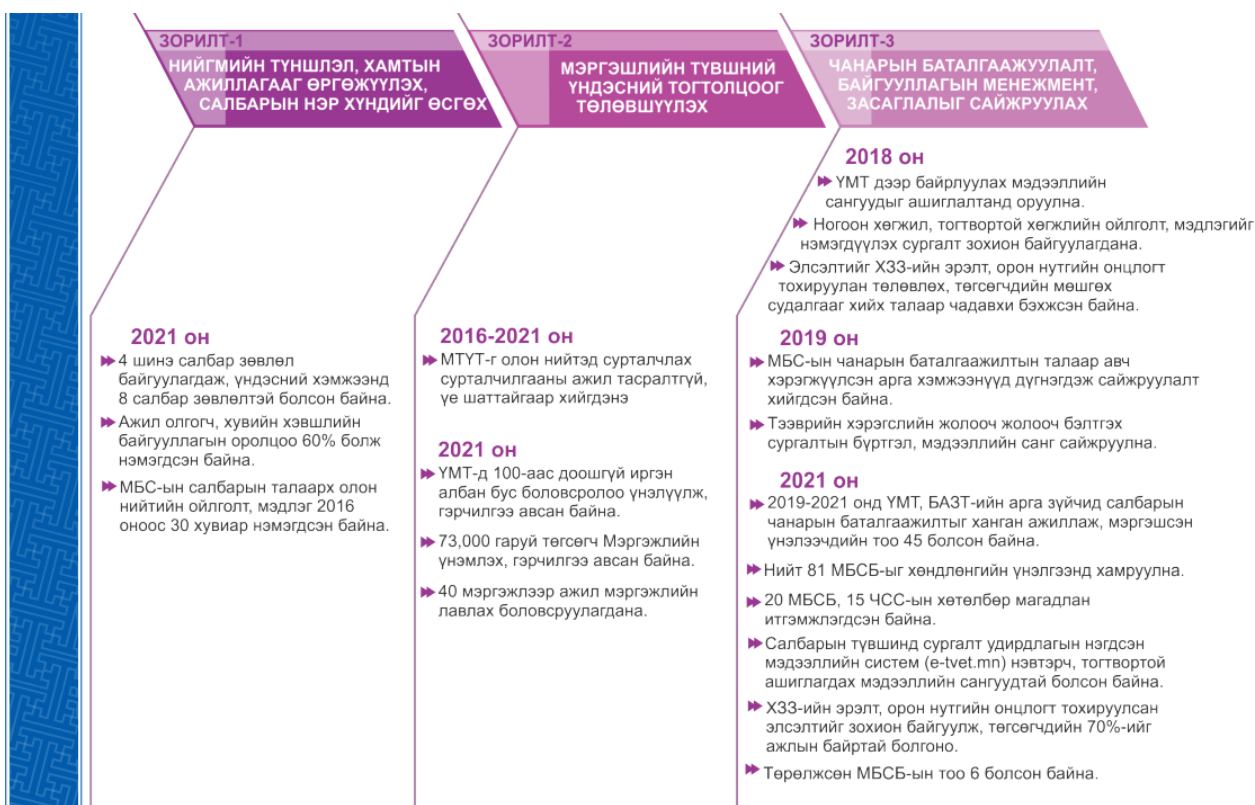 ЗОРИЛТ-1
НИЙГМИЙН ТҮНШЛЭЛ, ХАМТЫН
АЖИЛЛАГААГ ӨРГӨЖҮҮЛЭХ,
САЛБАРЫН НЭР ХҮНДИЙГ ӨСГӨХ
2021 он
4 шинэ салбар зөвлөл
байгуулагдаж, үндэсний хэмжээнд
8 салбар зөвлөлтэй болсон байна.
Ажил олгогч, хувийн хэвшлийн
байгууллагын оролцоо 60% болж
нэмэгдсэн байна.
МБС-ын салбарын талаарх олон
нийтийн ойлголт, мэдлэг 2016
оноос 30 хувиар нэмэгдсэн байна.
ЗОРИЛТ-2
МЭРГЭШЛИЙН ТҮВШНИЙ
ҮНДЭСНИЙ ТОГТОЛЦООГ
ТӨЛӨВШҮҮЛЭХ
2016-2021 он
МТҮТ-г олон нийтэд сурталчлах
сурталчилгааны ажил тасралтгүй,
үе шаттайгаар хийгдэнэ
2021 он
ҮМТ-д 100-аас доошгүй иргэн
албан бус боловсролоо үнэлүүлж,
гэрчилгээ авсан байна.
73,000 гаруй төгсөгч Мэргэжлийн
үнэмлэх, гэрчилгээ авсан байна.
40 мэргэжлээр ажил мэргэжлийн
лавлах боловсруулагдана.
ЗОРИЛТ-3
ЧАНАРЫН БАТАЛГААЖУУЛАЛТ,
БАЙГУУЛЛАГЫН МЕНЕЖМЕНТ,
ЗАСАГЛАЛЫГ САЙЖРУУЛАХ
2018 он
ҮМТ дээр байрлуулах мэдээллийн
сангуудыг ашиглалтанд оруулна.
Ногоон хөгжил, тогтвортой хөгжлийн ойлголт, мэдлэгийг
нэмэгдүүлэх сургалт зохион байгуулагдана.
Элсэлтийг ХЗЗ-ийн эрэлт, орон нутгийн онцлогт
тохируулан төлөвлөх, төгсөгчдийн мөшгөх
судалгааг хийх талаар чадавхи бэхжсэн байна.
2019 он
МБС-ын чанарын баталгаажилтын талаар авч
хэрэгжүүлсэн арга хэмжээнүүд дүгнэгдэж сайжруулалт
хийгдсэн байна.
Тээврийн хэрэгслийн жолооч жолооч бэлтгэх
сургалтын бүртгэл, мэдээллийн санг сайжруулна.
2021 он
2019-2021 онд ҮМТ, БАЗТ-ийн арга зүйчид салбарын
чанарын баталгаажилтыг ханган ажиллаж, мэргэшсэн
үнэлээчдийн тоо 45 болсон байна.
Нийт 81 МБСБ-ыг хөндлөнгийн үнэлгээнд хамруулна.
20 МБСБ, 15 ЧСС-ын хөтөлбөр магадлан
итгэмжлэгдсэн байна.
Салбарын түвшинд сургалт удирдлагын нэгдсэн
мэдээллийн систем (e-tvet.mn) нэвтэрч, тогтвортой
ашиглагдах мэдээллийн сангуудтай болсон байна.
ХЗЗ-ийн эрэлт, орон нутгийн онцлогт тохируулсан
элсэлтийг зохион байгуулж, төгсөгчдийн 70%-ийг
ажлын байртай болгоно.
Төрөлжсөн МБСБ-ын тоо 6 болсон байна.